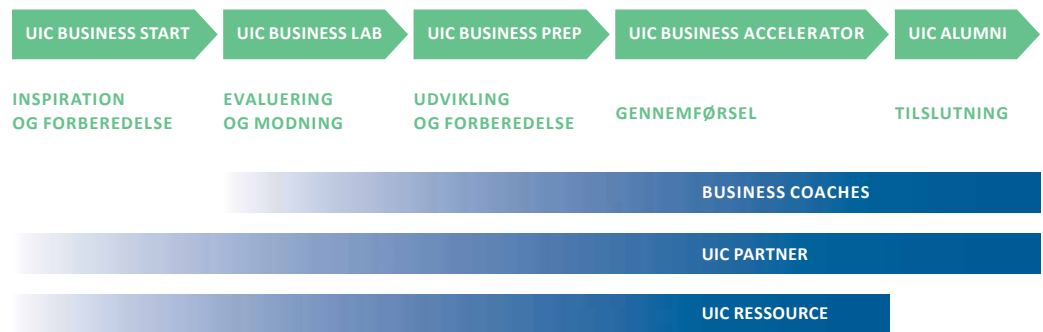 UIC BUSINESS START
UIC BUSINESS LAB
UIC BUSINESS PREP
UIC BUSINESS ACCELERATOR
UIC ALUMNI
INSPIRATION
OG FORBEREDELSE
EVALUERING
OG MODNING
UDVIKLING
OG FORBEREDELSE
GENNEMFØRSEL
TILSLUTNING
BUSINESS COACHES
UIC PARTNER
UIC RESSOURCE